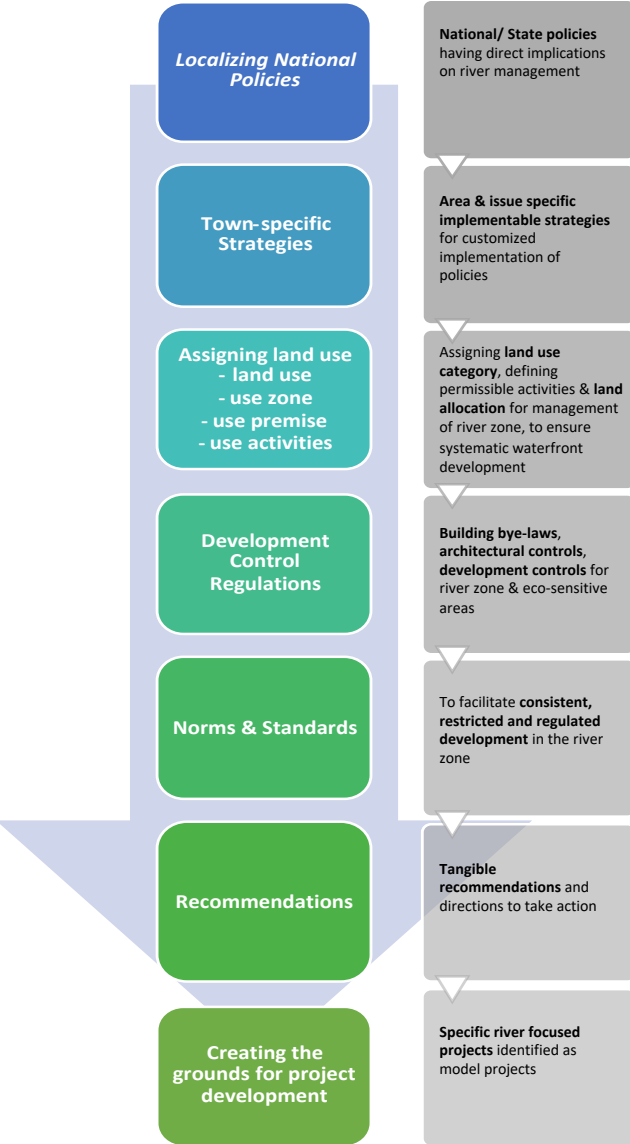 Localizing National
Policies
National/ State policies
having direct implications
on river management
Town-specific
Strategies
Area & issue specific
implementable strategies
for customized
implementation of
policies
Assigning land use
- land use
- use zone
- use premise
- use activities
Assigning land use
category, defining
permissible activities & land
allocation for management
of river zone, to ensure
systematic waterfront
development
Development
Control
Regulations
Building bye-laws,
architectural controls,
development controls for
river zone & eco-sensitive
areas
Norms & Standards
To facilitate consistent,
restricted and regulated
development in the river
zone
Recommendations
Tangible
recommendations and
directions to take action
Creating the
grounds for project
development
Specific river focused
projects identified as
model projects